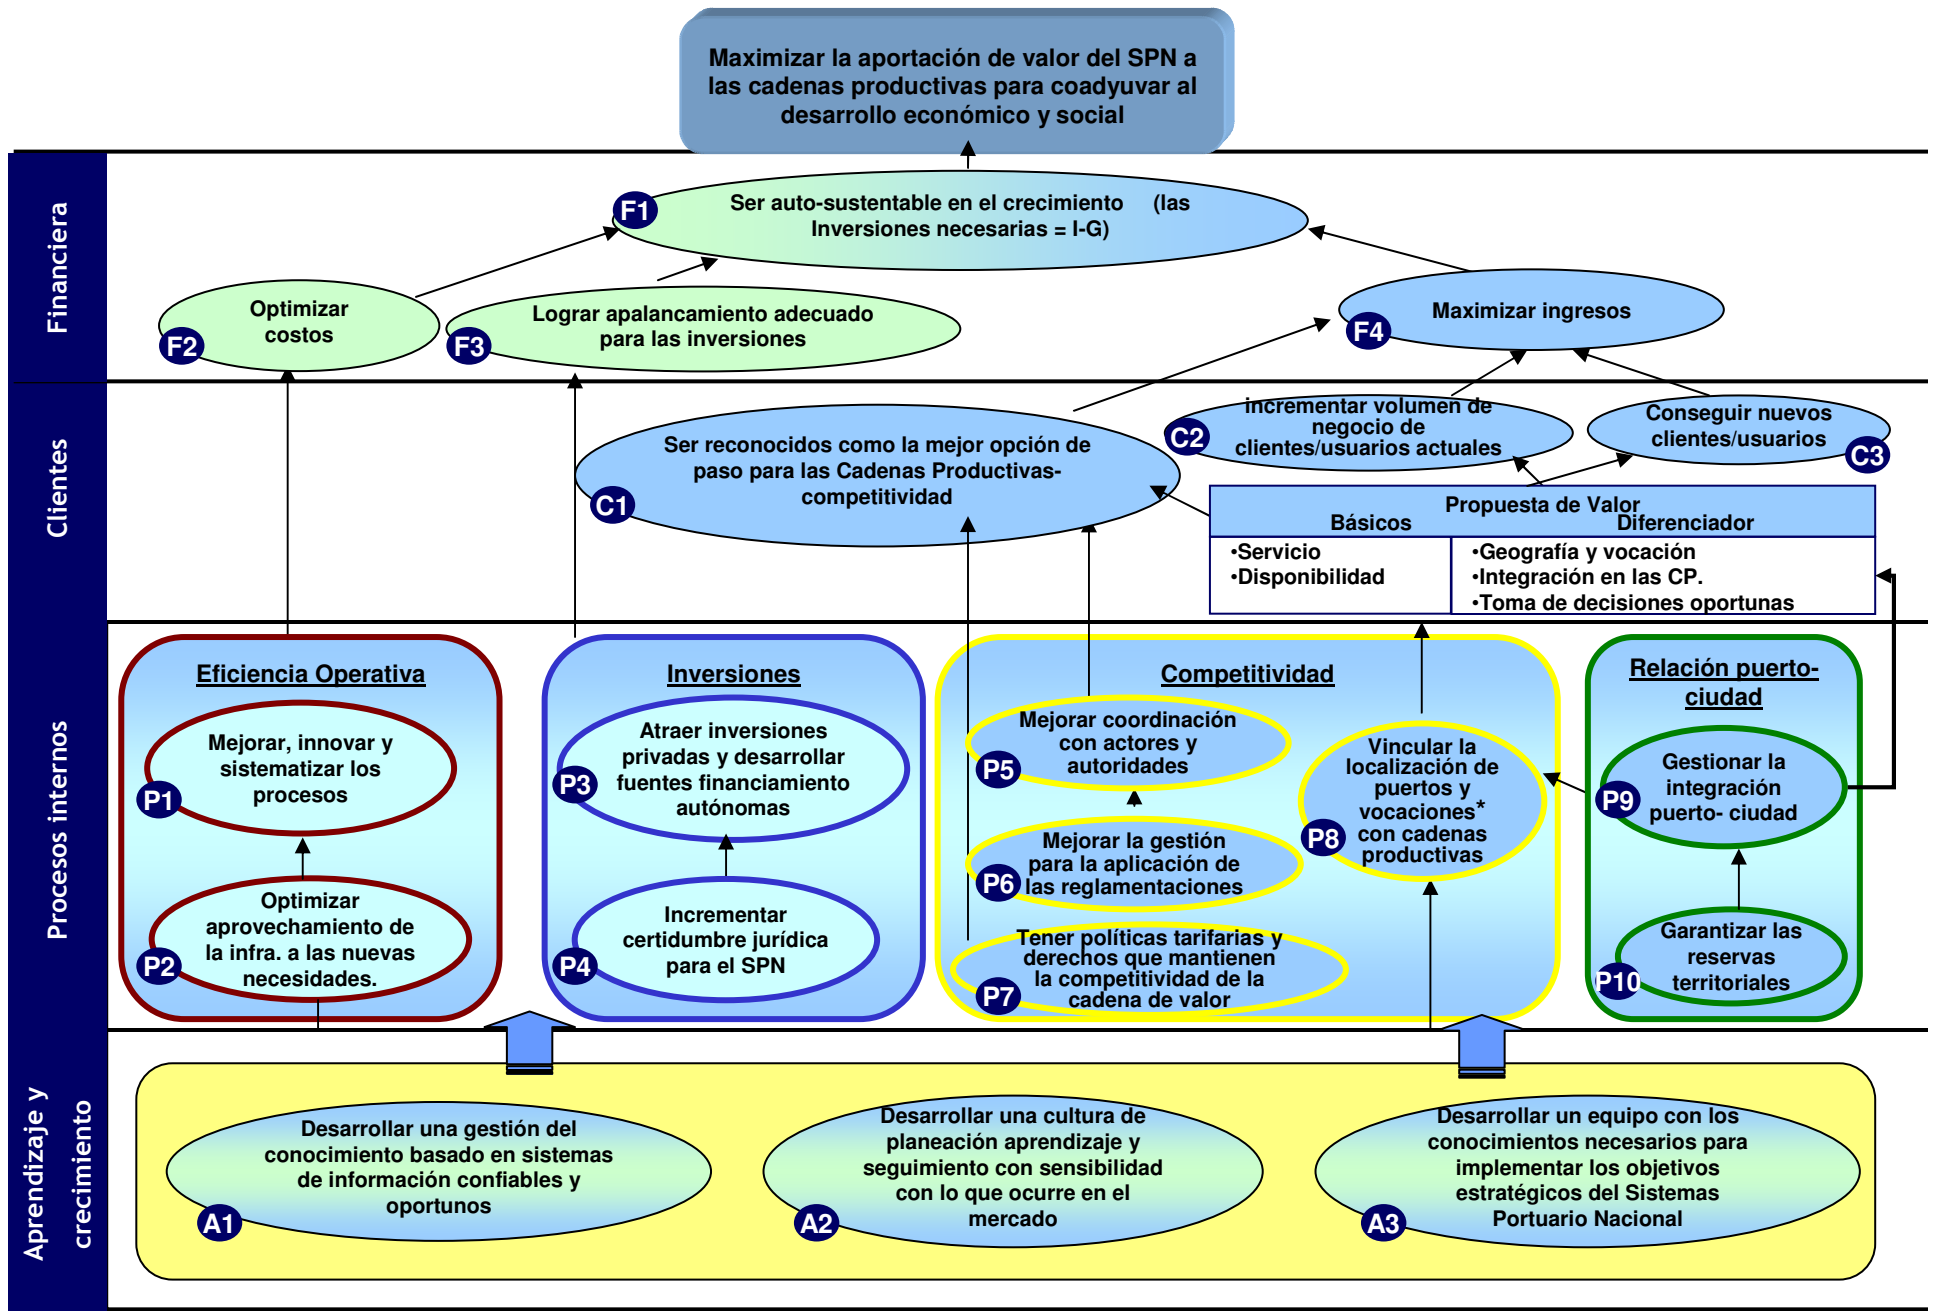 Maximizar la aportación de valor del SPN a
las cadenas productivas para coadyuvar al
desarrollo económico y social
Financiera
F1
Ser auto-sustentable en el crecimiento (las
Inversiones necesarias = I-G)
F2
Optimizar
costos
F3
Lograr apalancamiento adecuado
para las inversiones
F4
Maximizar ingresos
Clientes
C1
Ser reconocidos como la mejor opción de
paso para las Cadenas Productivas-
competitividad
C2
incrementar volumen de
negocio de
clientes/usuarios actuales
C3
Conseguir nuevos
clientes/usuarios
Propuesta de Valor
Básicos
Diferenciador
•Servicio
•Disponibilidad
•Geografía y vocación
•Integración en las CP.
•Toma de decisiones oportunas
Procesos internos
Eficiencia Operativa
P1
Mejorar, innovar y
sistematizar los
procesos
P2
Optimizar
aprovechamiento de
la infra. a las nuevas
necesidades.
Inversiones
P3
Atraer inversiones
privadas y desarrollar
fuentes financiamiento
autónomas
P4
Incrementar
certidumbre jurídica
para el SPN
Competitividad
P5
Mejorar coordinación
con actores y
autoridades
P6
Mejorar la gestión
para la aplicación de
las reglamentaciones
P7
Tener políticas tarifarias y
derechos que mantienen
la competitividad de la
cadena de valor
P8
Vincular la
localización de
puertos y
vocaciones*
con cadenas
productivas
Relación puerto-
ciudad
P9
Gestionar la
integración
puerto- ciudad
P10
Garantizar las
reservas
territoriales
Aprendizaje y
crecimiento
A1
Desarrollar una gestión del
conocimiento basado en sistemas
de información confiables y
oportunos
A2
Desarrollar una cultura de
planeación aprendizaje y
seguimiento con sensibilidad
con lo que ocurre en el
mercado
A3
Desarrollar un equipo con los
conocimientos necesarios para
implementar los objetivos
estratégicos del Sistemas
Portuario Nacional